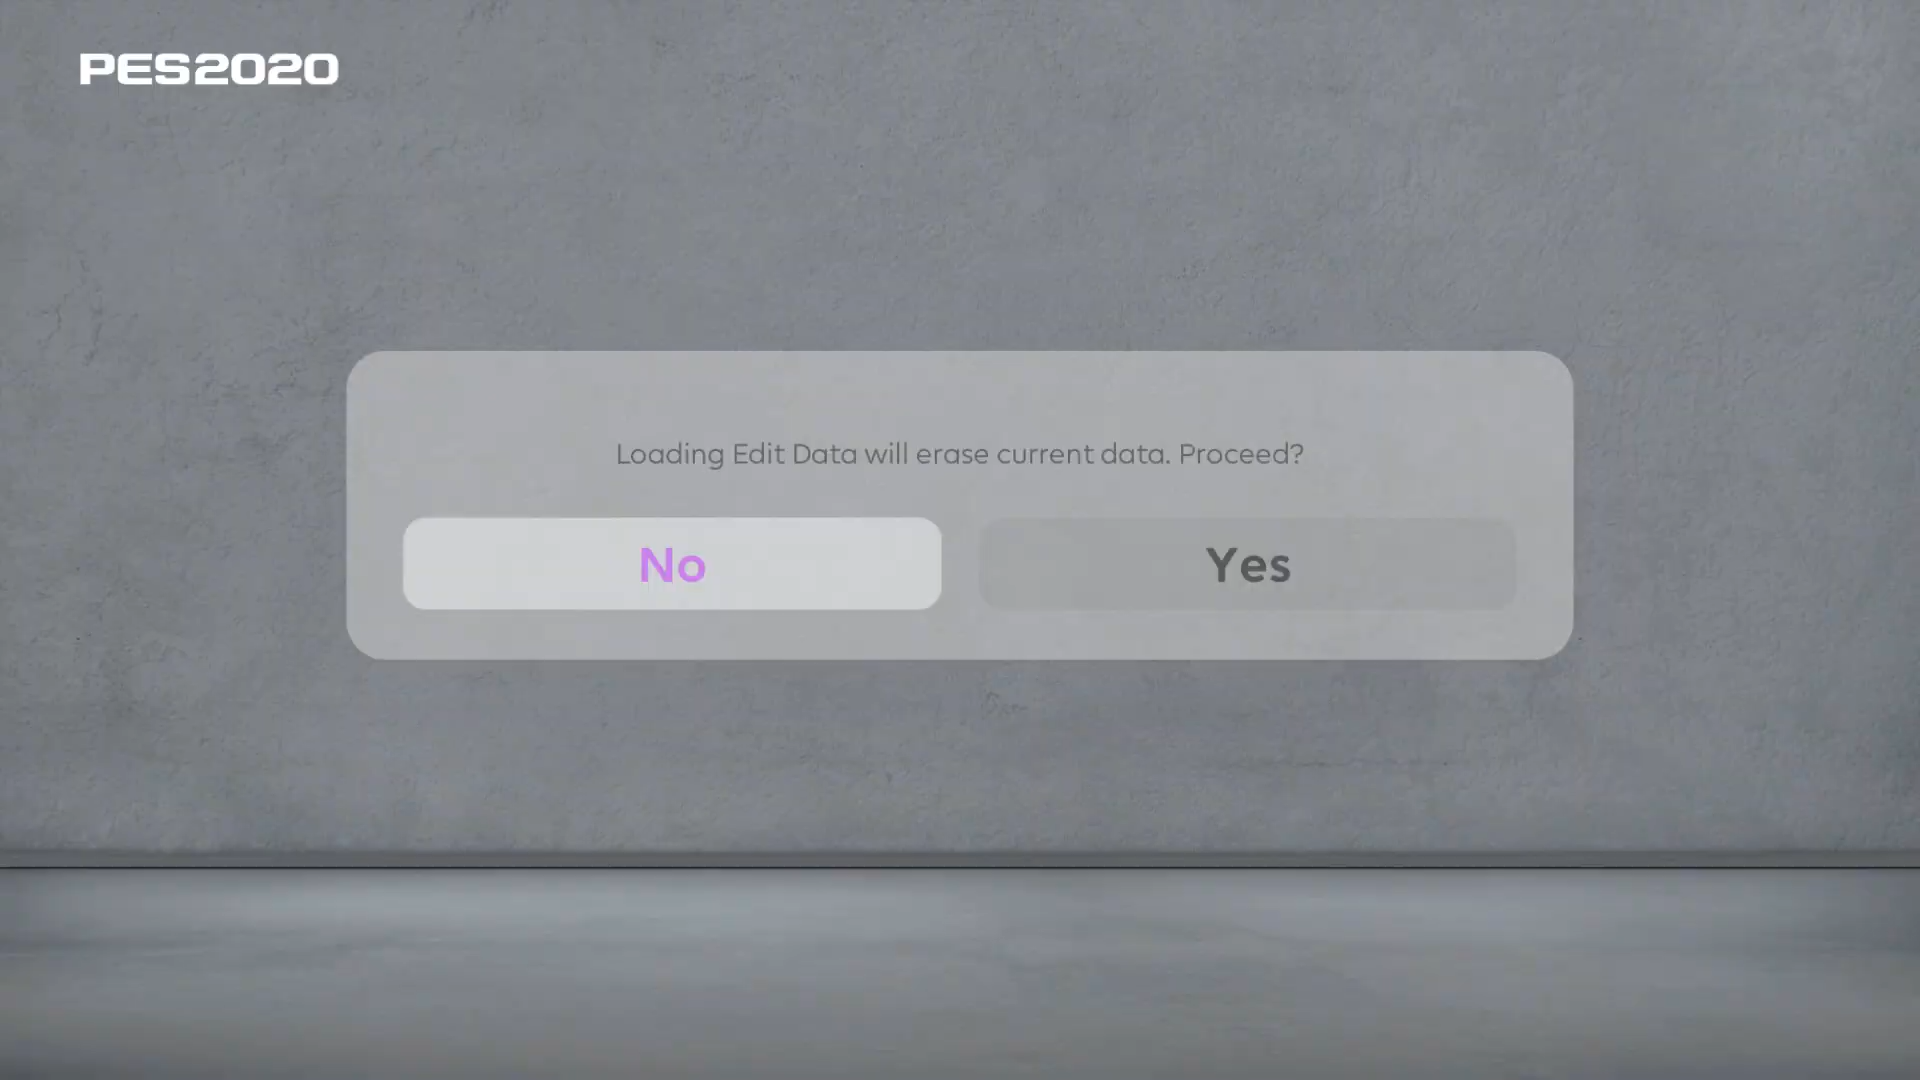 PES2020
Loading Edit Data will erase current data. Proceed?
No
Yes